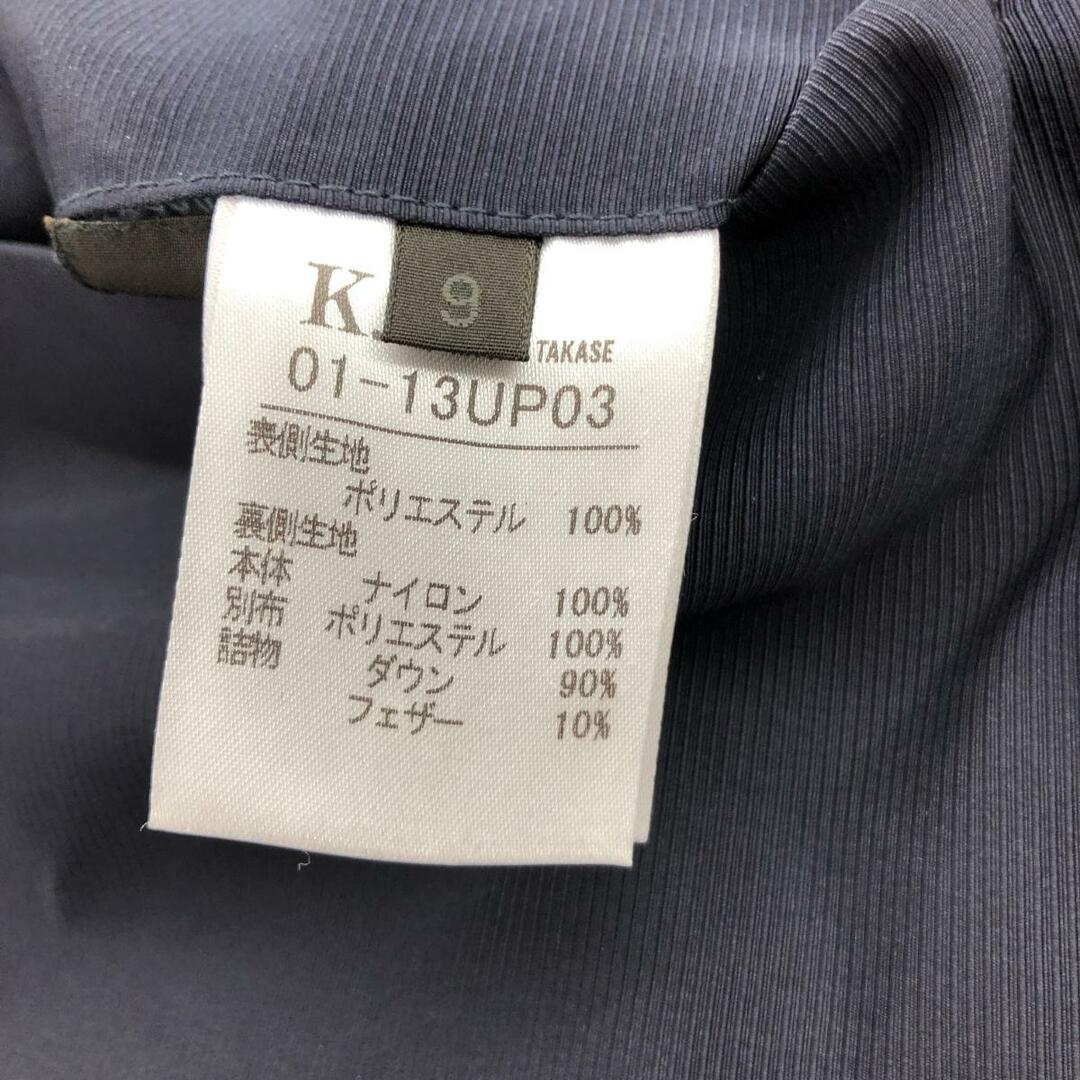 K.
9
TAKASE
01-13UP03
表側生地
ポリエステル 100%
裏側生地
本体 ナイロン 100%
別布 ポリエステル 100%
詰物 ダウン 90%
フェザー 10%